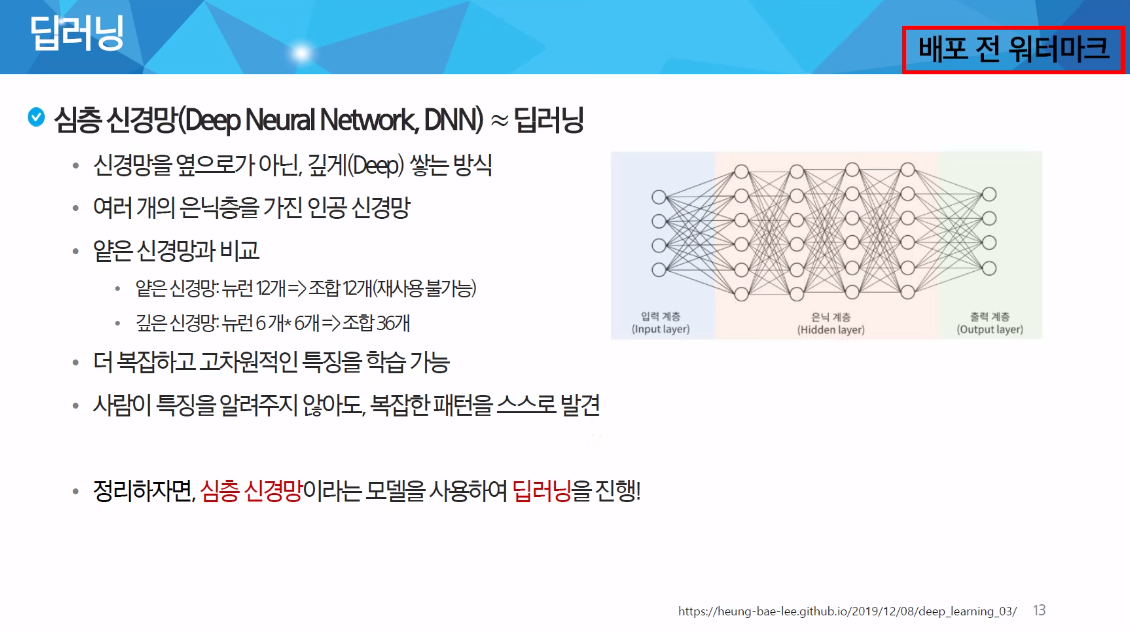 딥러닝
배포 전 워터마크
심층 신경망(Deep Neural Network, DNN) ≈ 딥러닝
• 신경망을 옆으로가 아닌, 깊게(Deep) 쌓는 방식
• 여러 개의 은닉층을 가진 인공 신경망
• 얕은 신경망과 비교
• 얕은 신경망: 뉴런 12개 => 조합 12개(재사용 불가능)
• 깊은 신경망: 뉴런 6 개* 6개 => 조합 36개
• 더 복잡하고 고차원적인 특징을 학습 가능
• 사람이 특징을 알려주지 않아도, 복잡한 패턴을 스스로 발견
• 정리하자면, 심층 신경망이라는 모델을 사용하여 딥러닝을 진행!
입력 계층
(Input layer)
은닉 계층
(Hidden layer)
출력 계층
(Output layer)
https://heung-bae-lee.github.io/2019/12/08/deep_learning_03/
13